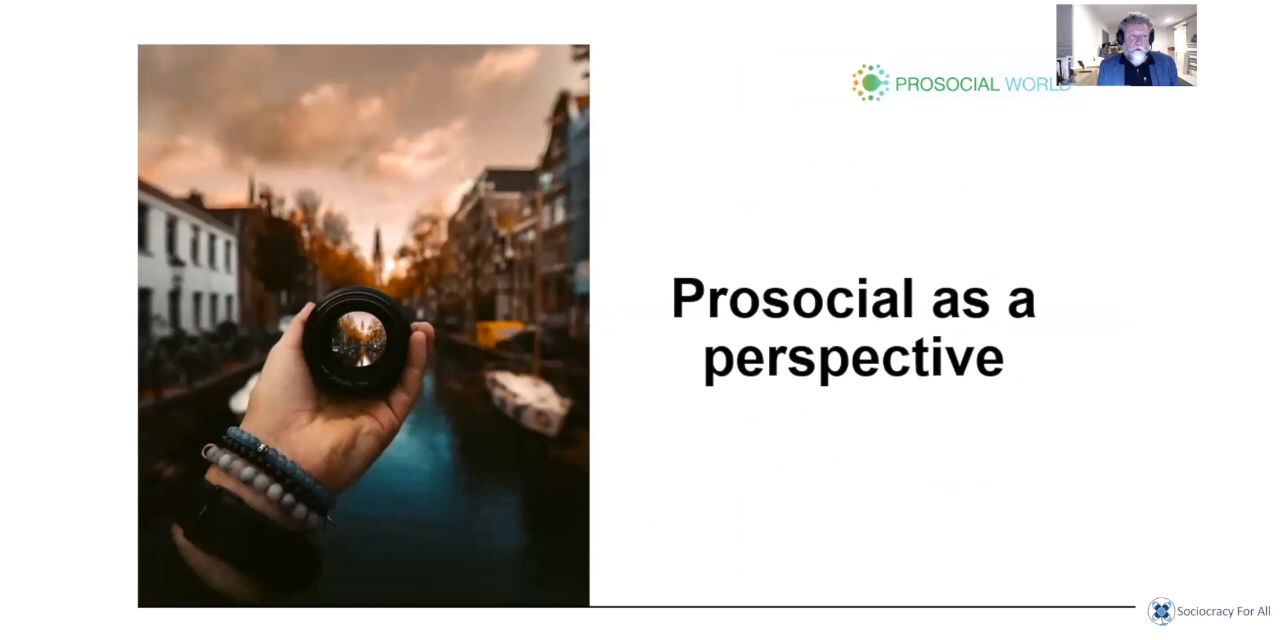 PROSOCIAL WORLD
Prosocial as a
perspective
Sociocracy For All